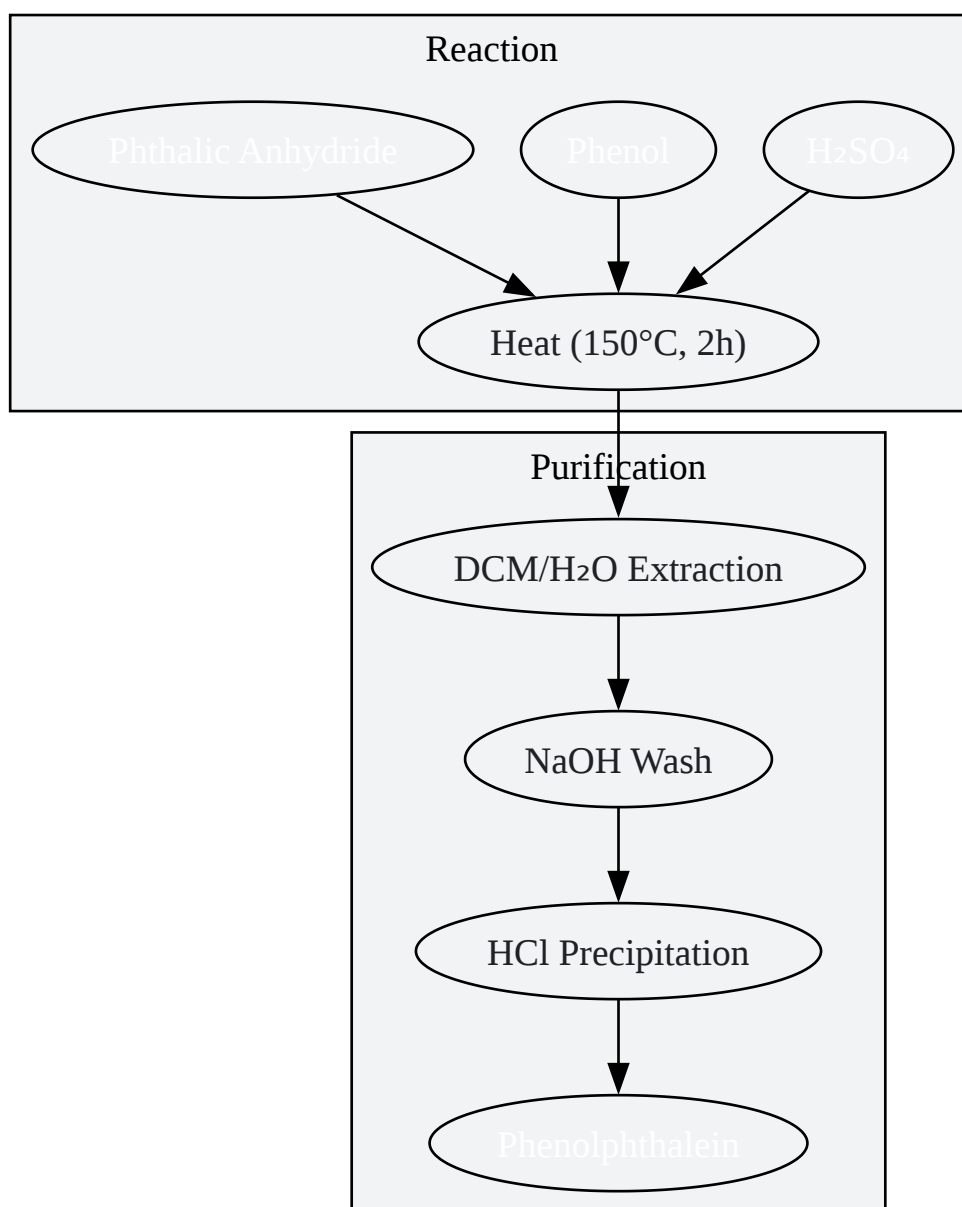 Reaction
Phthalic Anhydride
Phenol
H₂SO₄
Heat (150°C, 2h)
Purification
DCM/H₂O Extraction
NaOH Wash
HCl Precipitation
Phenolphthalein